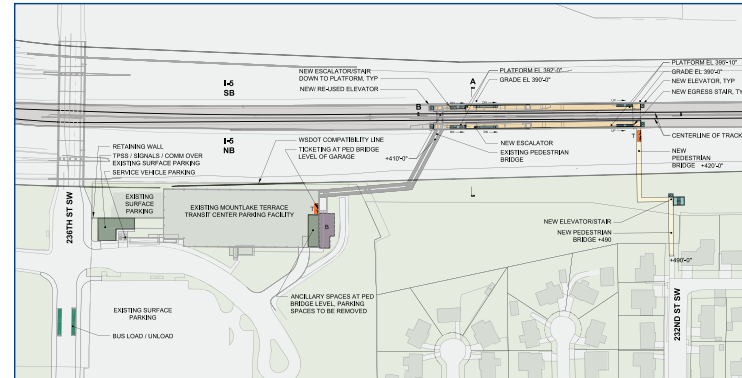 I-5
SB
NEW ESCALATOR/STAIR
DOWN TO PLATFORM, TYP
NEW/ RE-USED ELEVATOR
B
A
PLATFORM EL 392'-0"
GRADE EL 390'-0"
PLATFORM EL 395'-10"
GRADE EL 390'-0"
NEW ELEVATOR, TYP
NEW EGRESS STAIR, TY
I-5
NB
RETAINING WALL
TPSS / SIGNALS / COMM OVER
EXISTING SURFACE PARKING
SERVICE VEHICLE PARKING
WSDOT COMPATIBILITY LINE
TICKETING AT PED BRIDGE
LEVEL OF GARAGE
+410'-0"
NEW ESCALATOR
EXISTING PEDESTRIAN
BRIDGE
T
CENTERLINE OF TRACK
NEW
PEDESTRIAN
BRIDGE +420'-0"
236TH ST SW
EXISTING
SURFACE
PARKING
EXISTING MOUNTLAKE TERRACE
TRANSIT CENTER PARKING FACILITY
T
B
NEW ELEVATOR/STAIR
NEW PEDESTRIAN
BRIDGE +490
+490'-0"
232ND ST SW
ANCILLARY SPACES AT PED
BRIDGE LEVEL, PARKING
SPACES TO BE REMOVED
EXISTING SURFACE
PARKING
BUS LOAD / UNLOAD